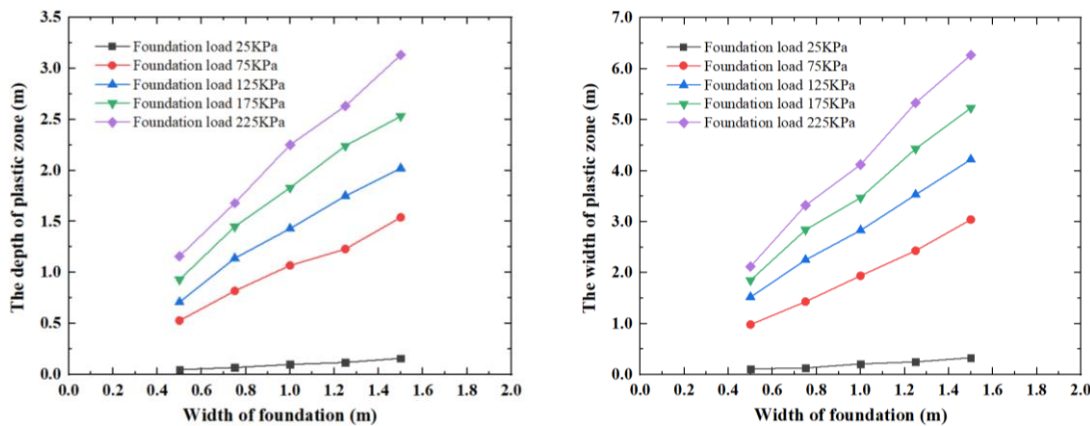 The depth of plastic zone (m)
3.5
3.0
2.5
2.0
1.5
1.0
0.5
0.0
Foundation load 25KPa
Foundation load 75KPa
Foundation load 125KPa
Foundation load 175KPa
Foundation load 225KPa
0.0 0.2 0.4 0.6 0.8 1.0 1.2 1.4 1.6 1.8 2.0
Width of foundation (m)
The width of plastic zone (m)
7.0
6.0
5.0
4.0
3.0
2.0
1.0
0.0
Foundation load 25KPa
Foundation load 75KPa
Foundation load 125KPa
Foundation load 175KPa
Foundation load 225KPa
0.0 0.2 0.4 0.6 0.8 1.0 1.2 1.4 1.6 1.8 2.0
Width of foundation (m)